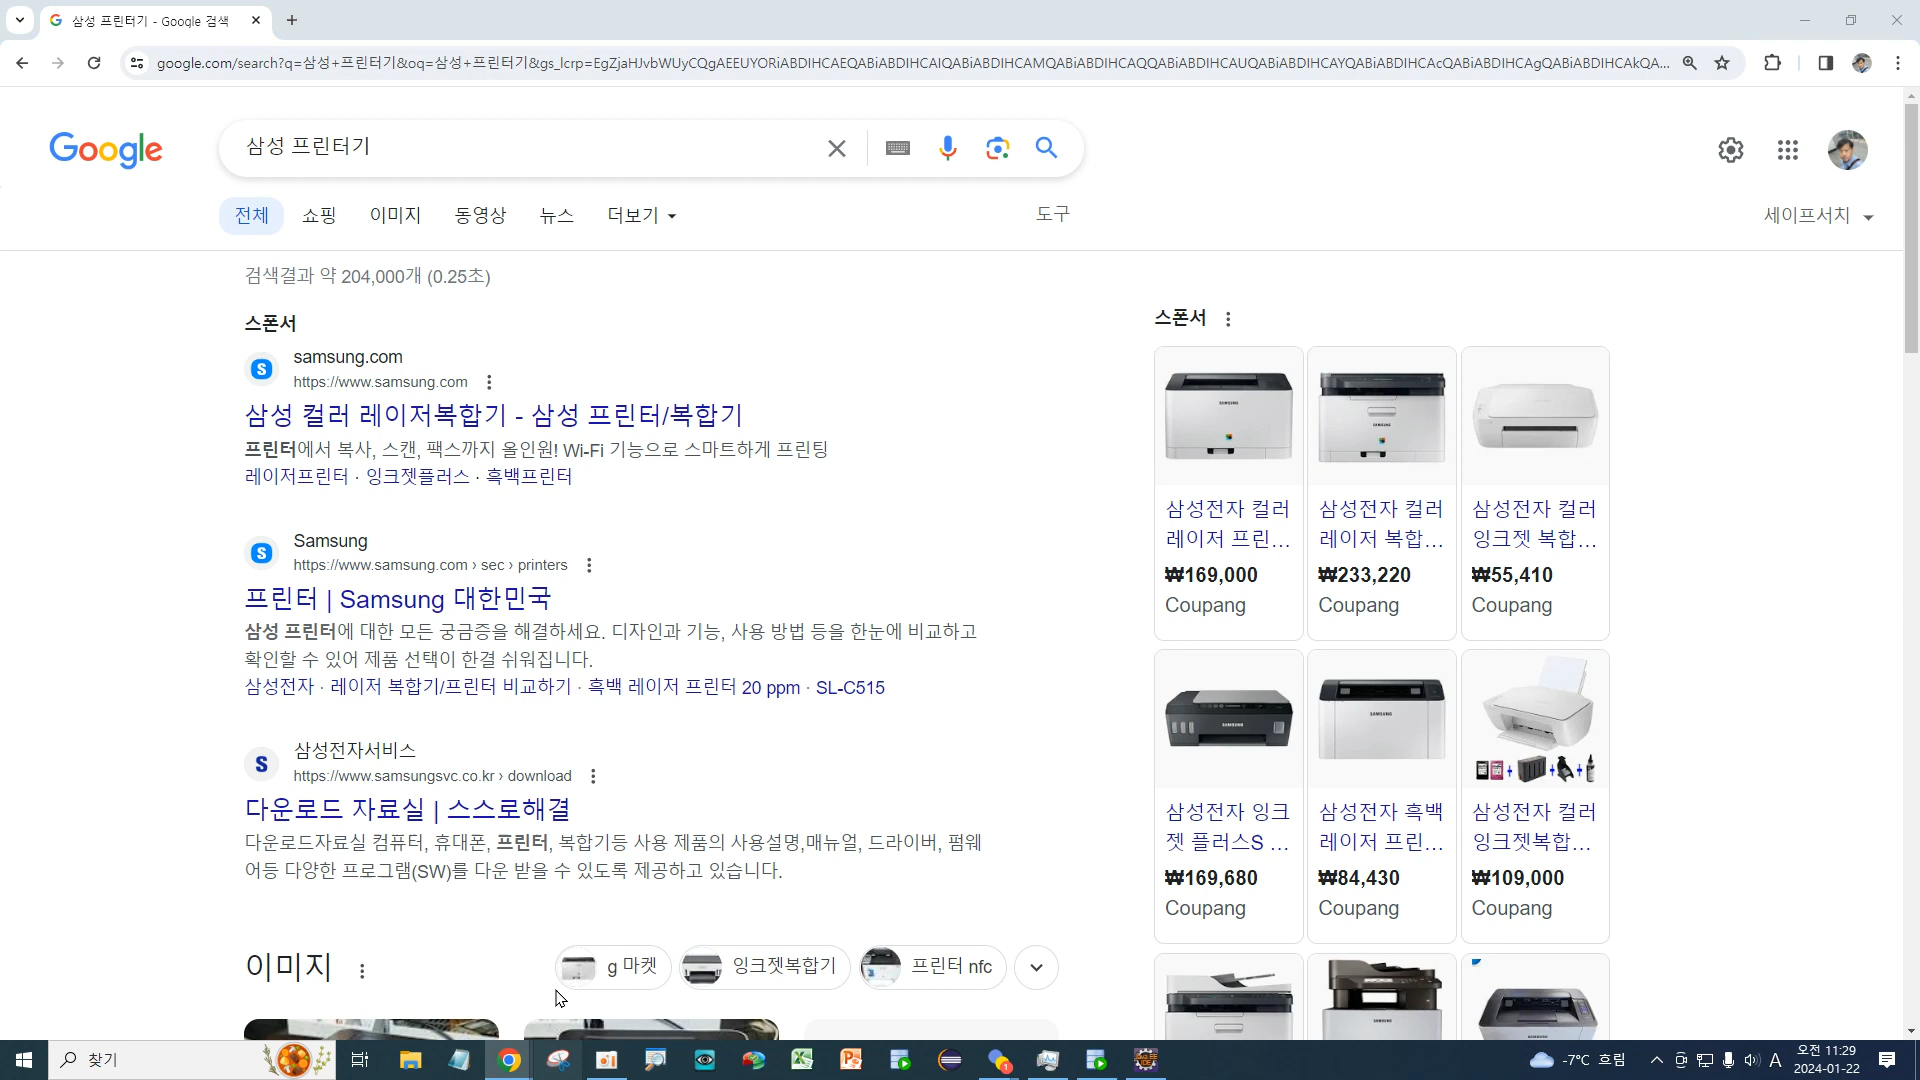 삼성 프린터기 - Google 검색
google.com/search?q=삼성+프린터기&oq=삼성+프린터기&gs_lcrp=EgZjaHJvbWUyCQgAEEUYORiABDIHCAEQABiABDIHCAIQABiABDIHCAMQABiABDIHCAQQABiABDIHCAUQABiABDIHCAYQABiABDIHCAcQABiABDIHCAgQABiABDIHCAkQA...
Google
삼성 프린터기
전체 쇼핑 이미지 동영상 뉴스 더보기 도구 세이프서치
검색결과 약 204,000개 (0.25초)
스폰서
samsung.com
https://www.samsung.com
삼성 컬러 레이저복합기 - 삼성 프린터/복합기
프린터에서 복사, 스캔, 팩스까지 올인원! Wi-Fi 기능으로 스마트하게 프린팅
레이저프린터 · 잉크젯플러스 · 흑백프린터
Samsung
https://www.samsung.com › sec › printers
프린터 | Samsung 대한민국
삼성 프린터에 대한 모든 궁금증을 해결하세요. 디자인과 기능, 사용 방법 등을 한눈에 비교하고
확인할 수 있어 제품 선택이 한결 쉬워집니다.
삼성전자 · 레이저 복합기/프린터 비교하기 · 흑백 레이저 프린터 20 ppm · SL-C515
삼성전자서비스
https://www.samsungsvc.co.kr › download
다운로드 자료실 | 스스로해결
다운로드자료실 컴퓨터, 휴대폰, 프린터, 복합기등 사용 제품의 사용설명,매뉴얼, 드라이버, 펌웨
어등 다양한 프로그램(SW)를 다운 받을 수 있도록 제공하고 있습니다.
이미지
g 마켓 잉크젯복합기 프린터 nfc
스폰서
SAMSUNG
SAMSUNG
삼성전자 컬러
레이저 프린...
₩169,000
Coupang
삼성전자 컬러
레이저 복합...
₩233,220
Coupang
삼성전자 컬러
잉크젯 복합...
₩55,410
Coupang
SAMSUNG
SAMSUNG
삼성전자 잉크
젯 플러스S ...
₩169,680
Coupang
삼성전자 흑백
레이저 프린...
₩84,430
Coupang
삼성전자 컬러
잉크젯복합...
₩109,000
Coupang
SAMSUNG
찾기
-7°C 흐림
A
오전 11:29
2024-01-22